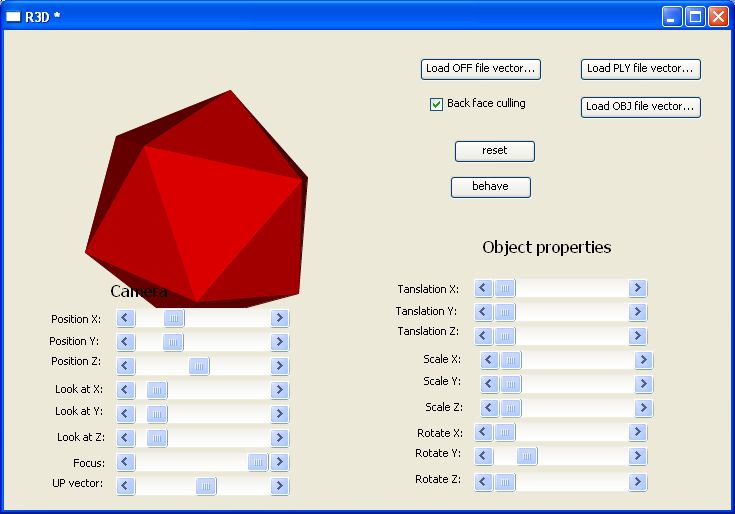 R3D *
Load OFF file vector...
Load PLY file vector...
Back face culling
Load OBJ file vector...
reset
behave
Camera
Position X:
Position Y:
Position Z:
Look at X:
Look at Y:
Look at Z:
Focus:
UP vector:
Object properties
Tanslation X:
Tanslation Y:
Tanslation Z:
Scale X:
Scale Y:
Scale Z:
Rotate X:
Rotate Y:
Rotate Z: